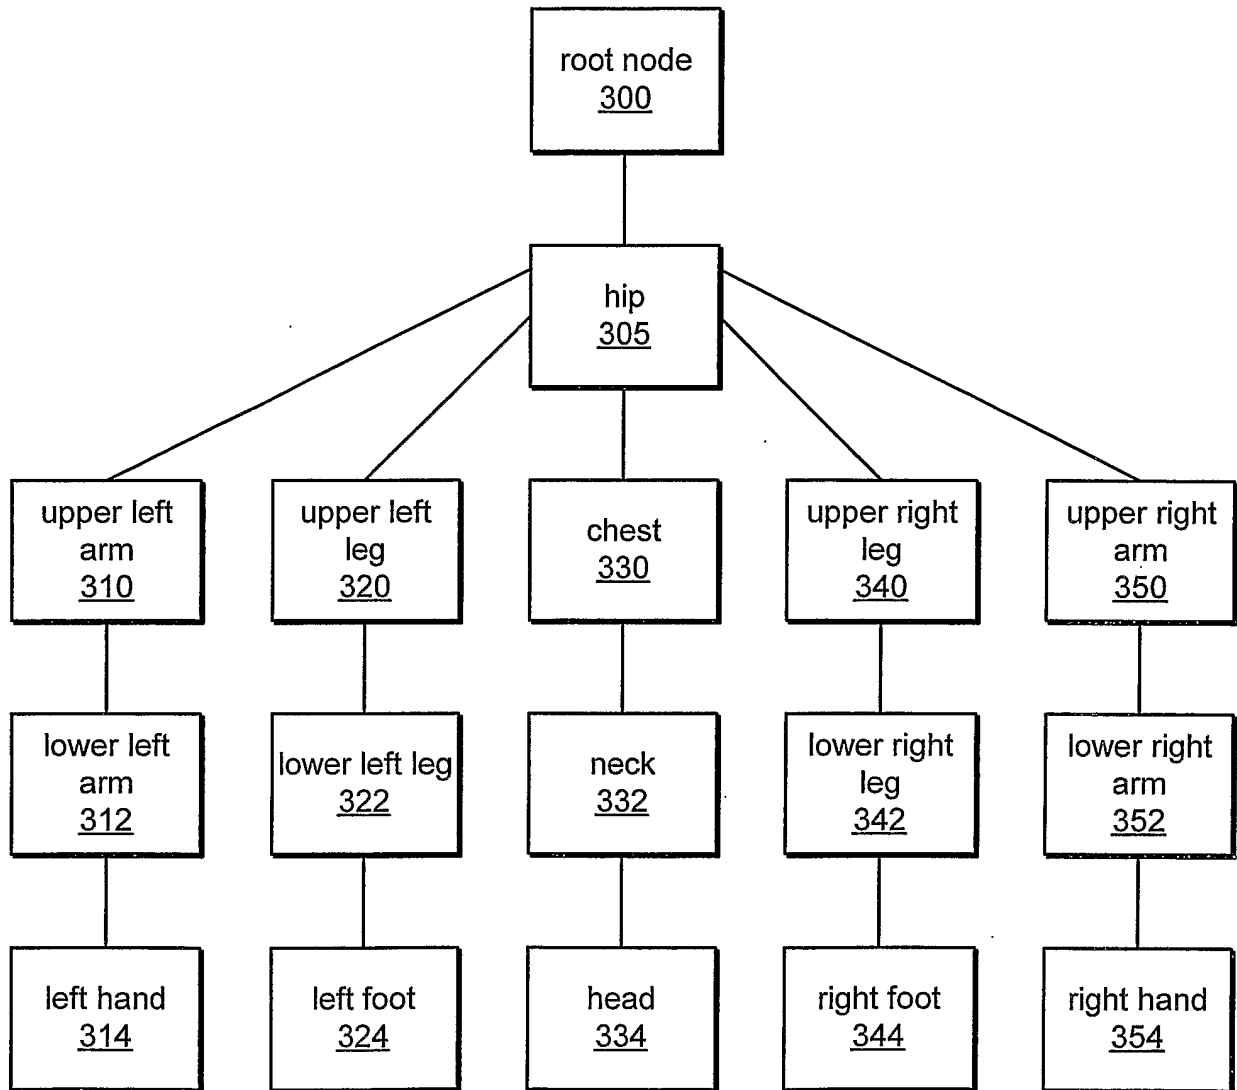 root node
300
hip
305
upper left
arm
310
upper left
leg
320
chest
330
upper right
leg
340
upper right
arm
350
lower left
arm
312
lower left leg
322
neck
332
lower right
leg
342
lower right
arm
352
left hand
314
left foot
324
head
334
right foot
344
right hand
354